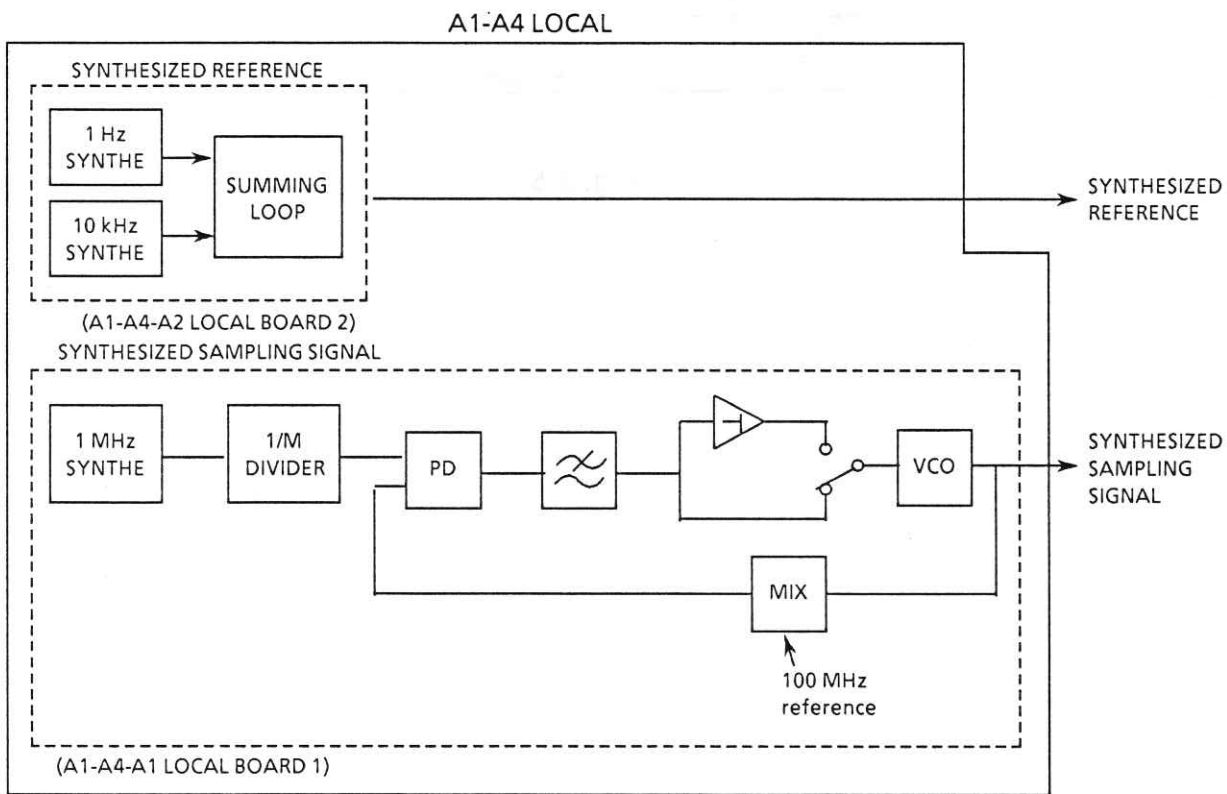 A1-A4 LOCAL
SYNTHESIZED REFERENCE
1 Hz
SYNTHE
SUMMING
LOOP
10 kHz
SYNTHE
SYNTHESIZED
REFERENCE
(A1-A4-A2 LOCAL BOARD 2)
SYNTHESIZED SAMPLING SIGNAL
1 MHz
SYNTHE
1/M
DIVIDER
PD
VCO
SYNTHESIZED
SAMPLING
SIGNAL
MIX
100 MHz
reference
(A1-A4-A1 LOCAL BOARD 1)